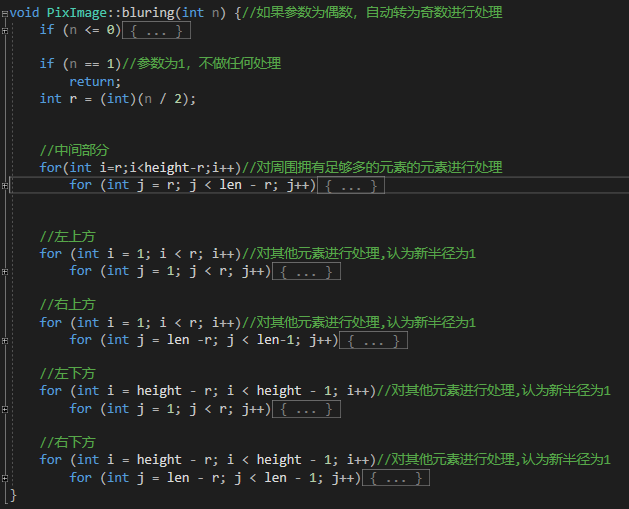 void PixImage::bluring(int n) {//如果参数为偶数，自动转为奇数进行处理
if (n <= 0){ ... }
if (n == 1)//参数为1，不做任何处理
return;
int r = (int)(n / 2);
//中间部分
for(int i=r;i<height-r;i++)//对周围拥有足够多的元素的元素进行处理
for (int j = r; j < len - r; j++){ ... }
//左上方
for (int i = 1; i < r; i++)//对其他元素进行处理,认为新半径为1
for (int j = 1; j < r; j++){ ... }
//右上方
for (int i = 1; i < r; i++)//对其他元素进行处理,认为新半径为1
for (int j = len -r; j < len-1; j++){ ... }
//左下方
for (int i = height - r; i < height - 1; i++)//对其他元素进行处理,认为新半径为1
for (int j = 1; j < r; j++){ ... }
//右下方
for (int i = height - r; i < height - 1; i++)//对其他元素进行处理,认为新半径为1
for (int j = len - r; j < len - 1; j++){ ... }
}